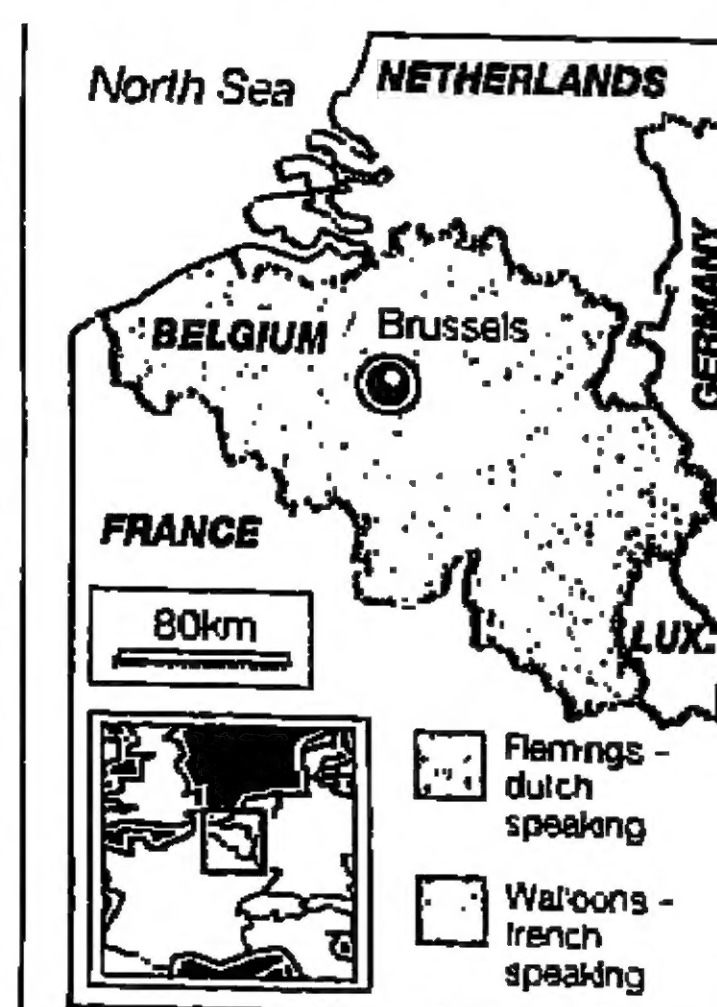 North Sea
NETHERLANDS
GERMANY
BELGIUM
Brussels
FRANCE
80km
LUX.
Flemings -
dutch
speaking
Walloons -
french
speaking